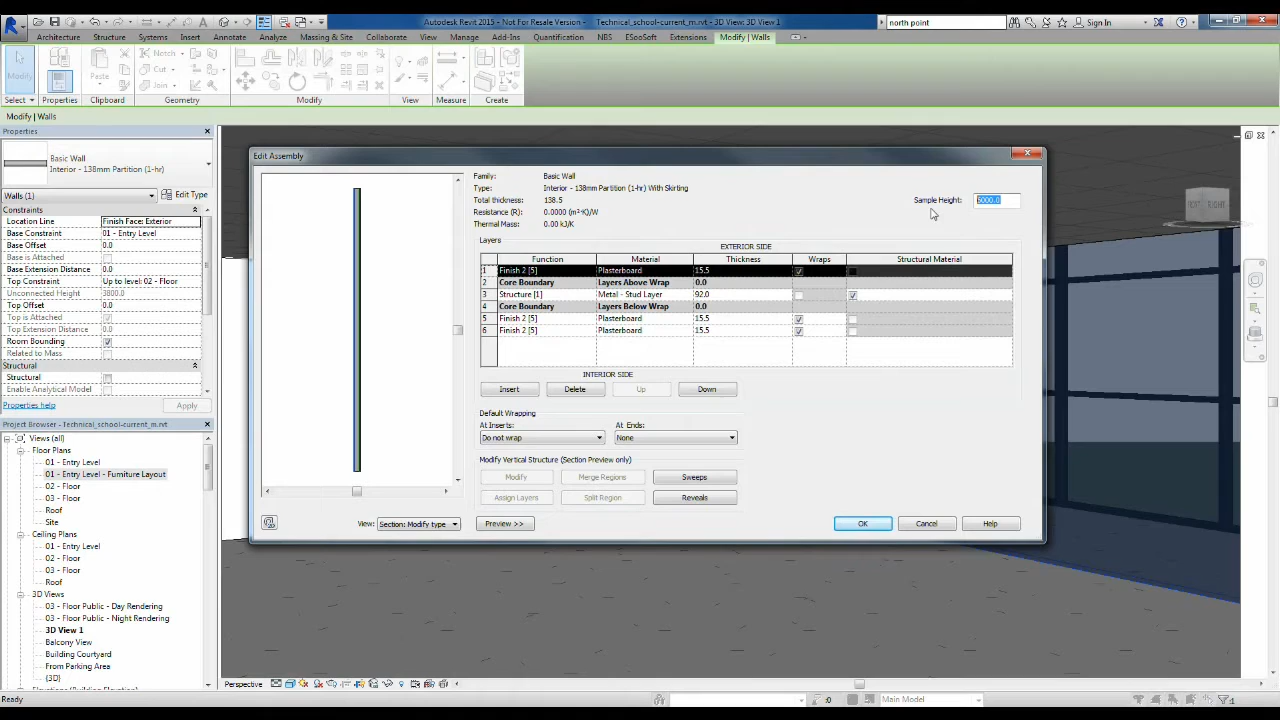 Autodesk Revit 2015 - Not For Resale Version - Technical_school-current_m.rvt - 3D View: 3D View 1
north point
Sign In
Architecture Structure Systems Insert Annotate Analyze Massing & Site Collaborate View Manage Add-Ins Quantification NBS ESooSoft Extensions Modify | Walls
Modify Paste Notch Cut Join
Select Properties Clipboard Geometry Modify View Measure Create
Modify | Walls
Properties
Basic Wall
Interior - 138mm Partition (1-hr)
Walls (1) Edit Type
Constraints
Location Line Finish Face: Exterior
Base Constraint 01 - Entry Level
Base Offset 0.0
Base is Attached
Base Extension Distance 0.0
Top Constraint Up to level: 02 - Floor
Unconnected Height 3800.0
Top Offset 0.0
Top is Attached
Top Extension Distance 0.0
Room Bounding
Related to Mass
Structural
Structural
Enable Analytical Model
Properties help Apply
Project Browser - Technical_school-current_m.rvt
Views (all)
Floor Plans
01 - Entry Level
01 - Entry Level - Furniture Layout
02 - Floor
03 - Floor
Roof
Site
Ceiling Plans
01 - Entry Level
02 - Floor
03 - Floor
Roof
3D Views
03 - Floor Public - Day Rendering
03 - Floor Public - Night Rendering
3D View 1
Balcony View
Building Courtyard
From Parking Area
{3D}
Elevations (Building Elevation)
Edit Assembly
Family: Basic Wall
Type: Interior - 138mm Partition (1-hr) With Skirting
Total thickness: 138.5 Sample Height: 6000.0
Resistance (R): 0.0000 (m²·K)/W
Thermal Mass: 0.00 kJ/K
Layers
EXTERIOR SIDE
Function Material Thickness Wraps Structural Material
1 Finish 2 [5] Plasterboard 15.5
2 Core Boundary Layers Above Wrap 0.0
3 Structure [1] Metal - Stud Layer 92.0
4 Core Boundary Layers Below Wrap 0.0
5 Finish 2 [5] Plasterboard 15.5
6 Finish 2 [5] Plasterboard 15.5
INTERIOR SIDE
Insert Delete Up Down
Default Wrapping
At Inserts: At Ends:
Do not wrap None
Modify Vertical Structure (Section Preview only)
Modify Merge Regions Sweeps
Assign Layers Split Region Reveals
View: Section: Modify type Preview >> OK Cancel Help
BACK RIGHT
Perspective
Ready :0 Main Model :1